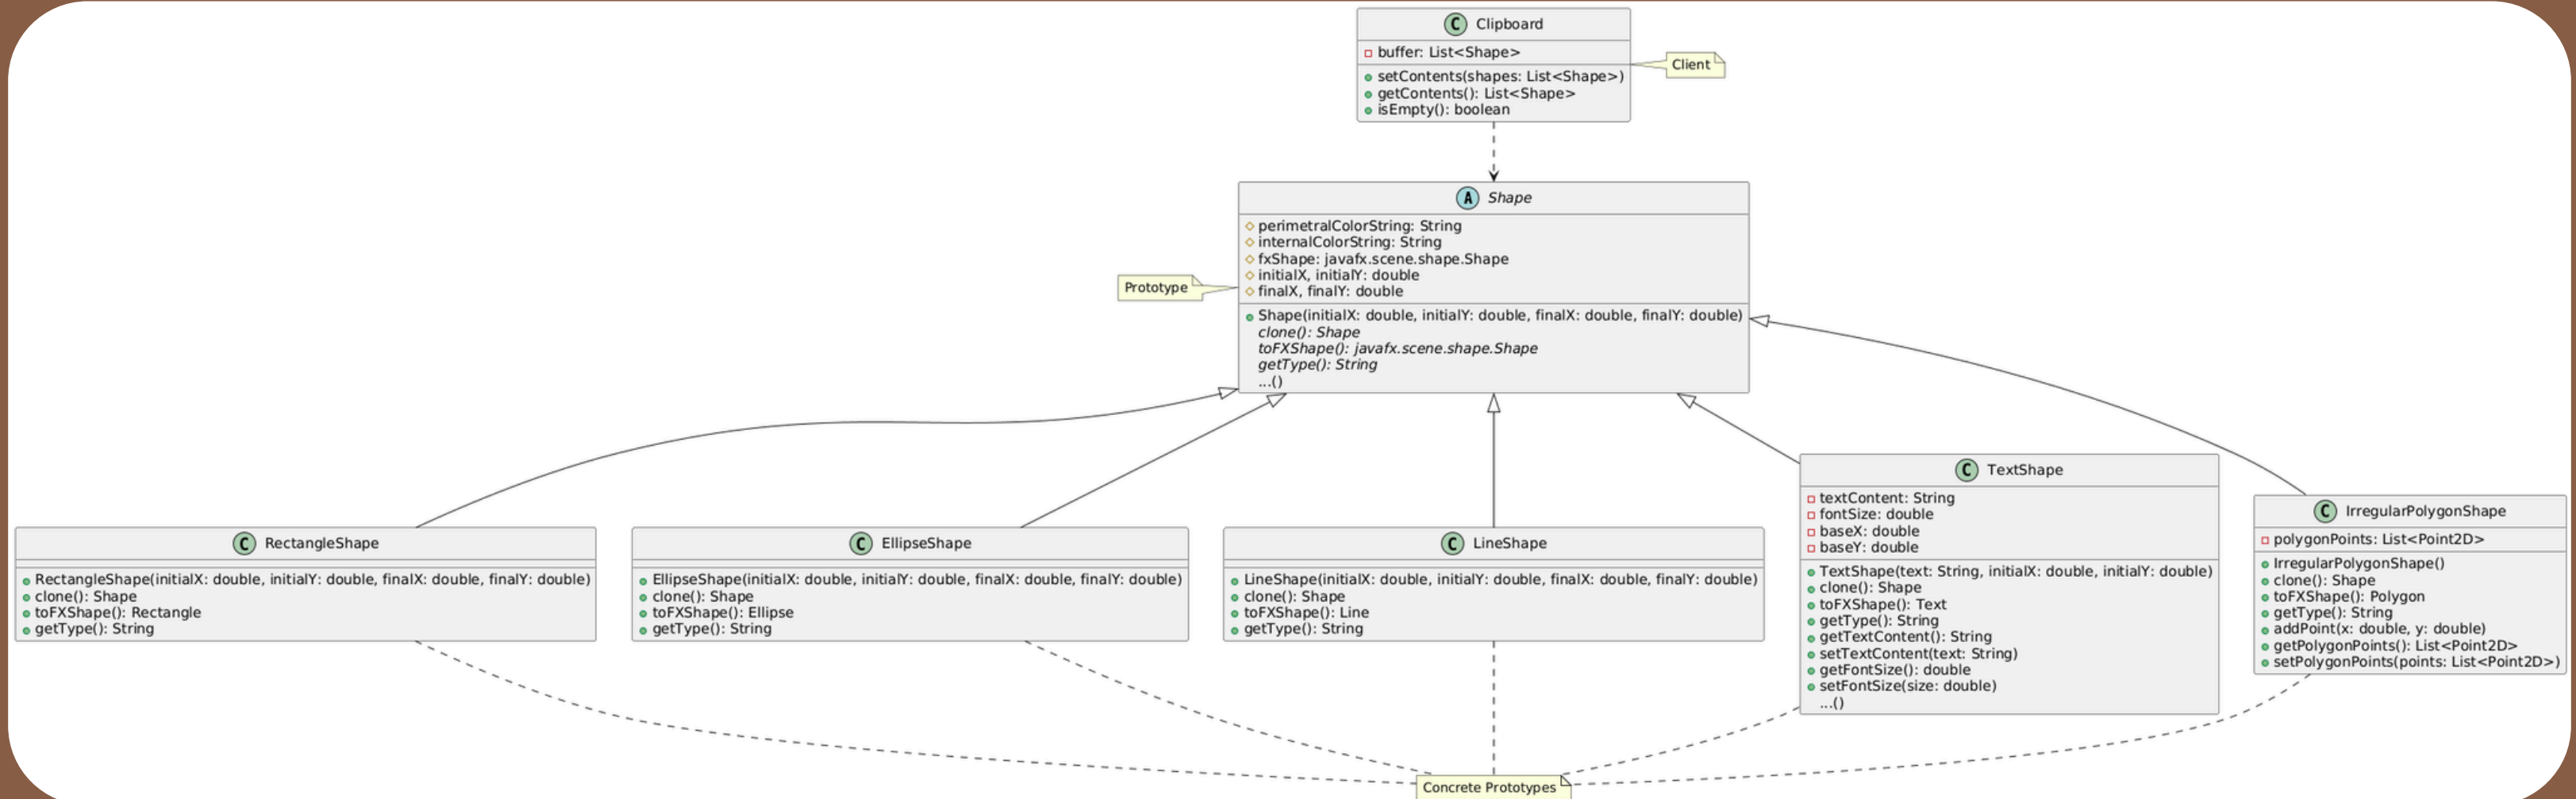 C Clipboard
buffer: List<Shape>
setContents(shapes: List<Shape>)
getContents(): List<Shape>
isEmpty(): boolean
Client
A Shape
perimetralColorString: String
internalColorString: String
fxShape: javafx.scene.shape.Shape
initialX, initialY: double
finalX, finalY: double
Shape(initialX: double, initialY: double, finalX: double, finalY: double)
clone(): Shape
toFXShape(): javafx.scene.shape.Shape
getType(): String
...()
Prototype
C RectangleShape
RectangleShape(initialX: double, initialY: double, finalX: double, finalY: double)
clone(): Shape
toFXShape(): Rectangle
getType(): String
C EllipseShape
EllipseShape(initialX: double, initialY: double, finalX: double, finalY: double)
clone(): Shape
toFXShape(): Ellipse
getType(): String
C LineShape
LineShape(initialX: double, initialY: double, finalX: double, finalY: double)
clone(): Shape
toFXShape(): Line
getType(): String
C TextShape
textContent: String
fontSize: double
baseX: double
baseY: double
TextShape(text: String, initialX: double, initialY: double)
clone(): Shape
toFXShape(): Text
getType(): String
getTextContent(): String
setTextContent(text: String)
getFontSize(): double
setFontSize(size: double)
...()
C IrregularPolygonShape
polygonPoints: List<Point2D>
IrregularPolygonShape()
clone(): Shape
toFXShape(): Polygon
getType(): String
addPoint(x: double, y: double)
getPolygonPoints(): List<Point2D>
setPolygonPoints(points: List<Point2D>)
Concrete Prototypes